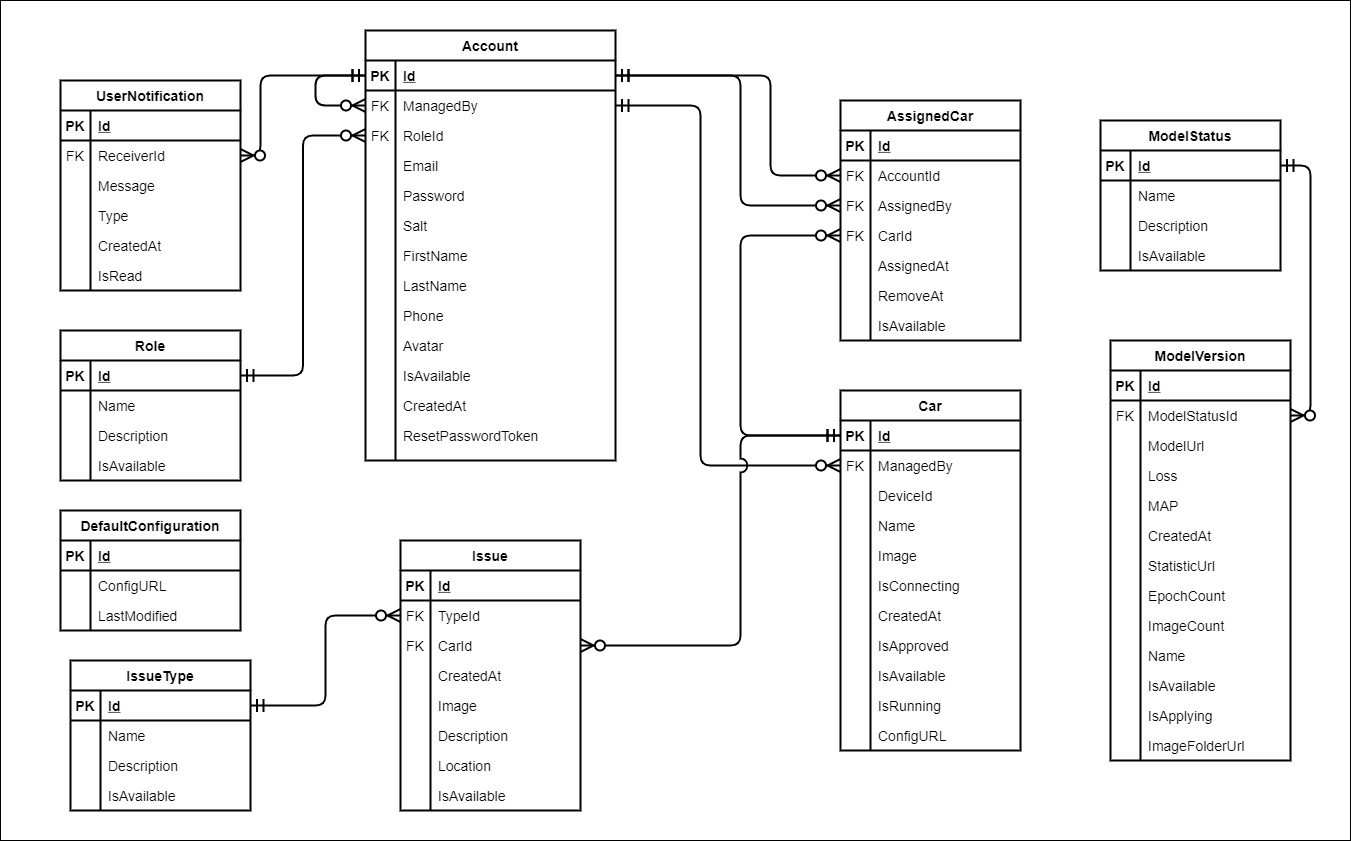 Account
PK Id
FK ManagedBy
FK RoleId
Email
Password
Salt
FirstName
LastName
Phone
Avatar
IsAvailable
CreatedAt
ResetPasswordToken
UserNotification
PK Id
FK ReceiverId
Message
Type
CreatedAt
IsRead
Role
PK Id
Name
Description
IsAvailable
DefaultConfiguration
PK Id
ConfigURL
LastModified
IssueType
PK Id
Name
Description
IsAvailable
Issue
PK Id
FK TypeId
FK CarId
CreatedAt
Image
Description
Location
IsAvailable
AssignedCar
PK Id
FK AccountId
FK AssignedBy
FK CarId
AssignedAt
RemoveAt
IsAvailable
Car
PK Id
FK ManagedBy
DeviceId
Name
Image
IsConnecting
CreatedAt
IsApproved
IsAvailable
IsRunning
ConfigURL
ModelStatus
PK Id
Name
Description
IsAvailable
ModelVersion
PK Id
FK ModelStatusId
ModelUrl
Loss
MAP
CreatedAt
StatisticUrl
EpochCount
ImageCount
Name
IsAvailable
IsApplying
ImageFolderUrl